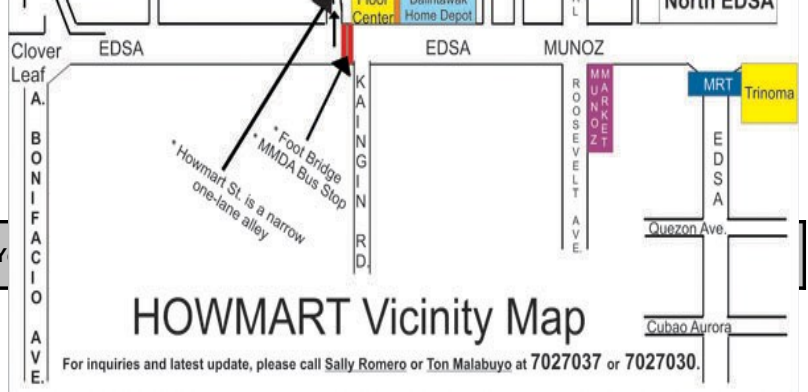 Floor
Center
Balintawak
Home Depot
L
North EDSA
Clover
Leaf
EDSA
EDSA
MUNOZ
A. BONIFACIO AVE.
KAINGIN RD.
ROOSEVELT AVE.
MUNOZ
MARKET
MRT
Trinoma
EDSA
* Foot Bridge
* MMDA Bus Stop
* Howmart St. is a narrow
one-lane alley
Quezon Ave.
Cubao Aurora
HOWMART Vicinity Map
For inquiries and latest update, please call Sally Romero or Ton Malabuyo at 7027037 or 7027030.